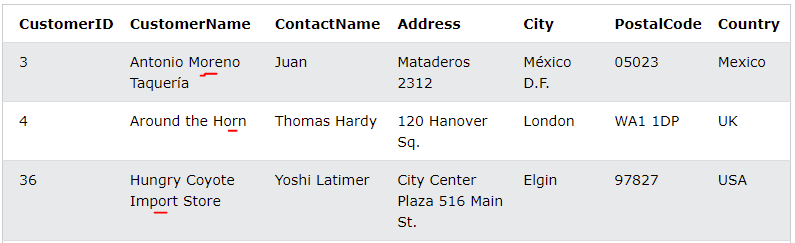 CustomerID CustomerName ContactName Address City PostalCode Country
3 Antonio Moreno Juan Mataderos México 05023 Mexico
Taquería 2312 D.F.
4 Around the Horn Thomas Hardy 120 Hanover London WA1 1DP UK
Sq.
36 Hungry Coyote Yoshi Latimer City Center Elgin 97827 USA
Import Store Plaza 516 Main
St.